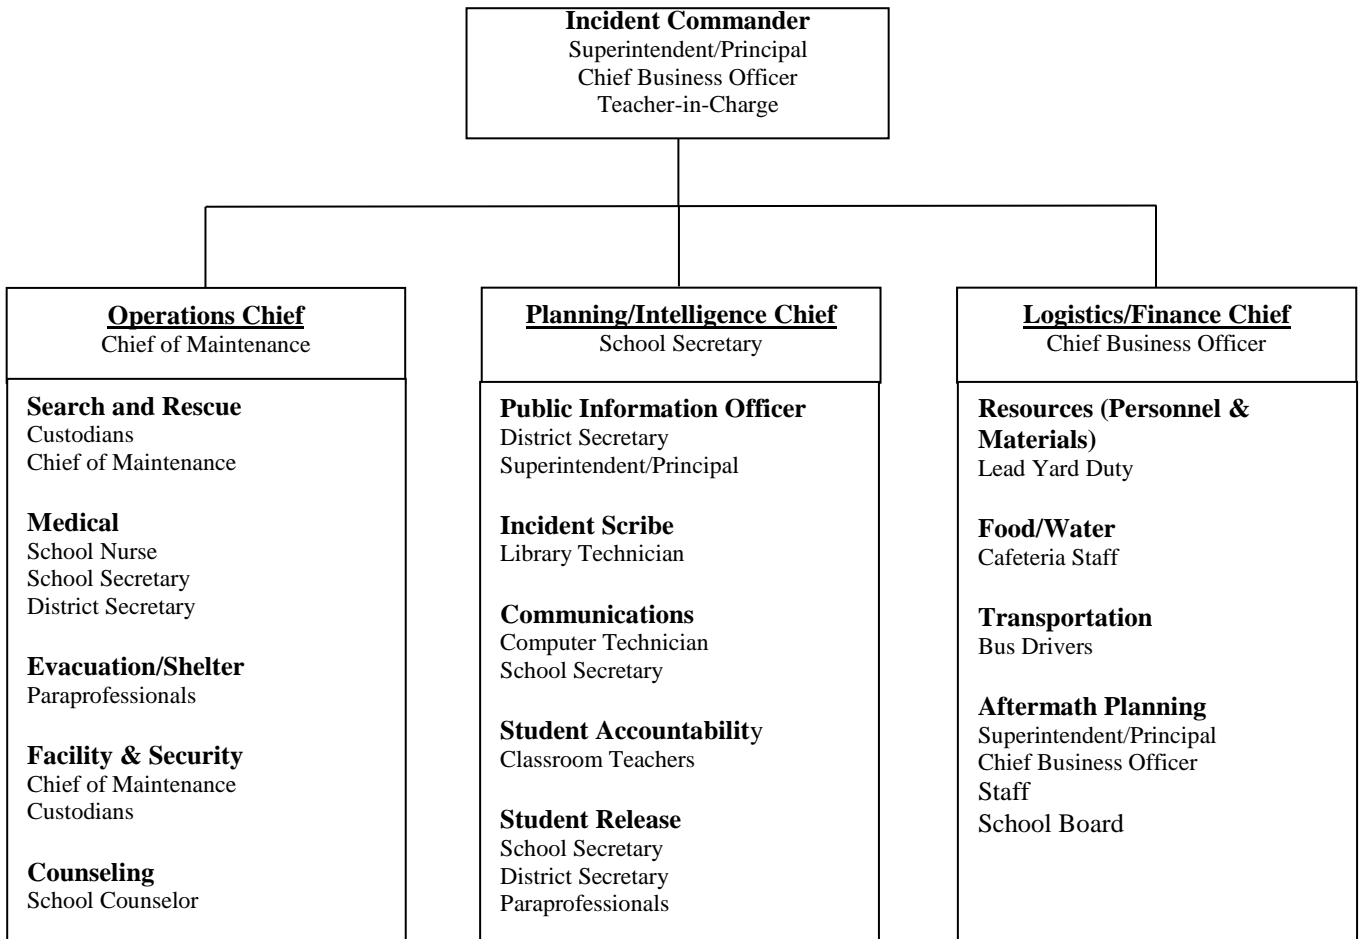 Incident Commander
Superintendent/Principal
Chief Business Officer
Teacher-in-Charge
Operations Chief
Chief of Maintenance
Search and Rescue
Custodians
Chief of Maintenance
Medical
School Nurse
School Secretary
District Secretary
Evacuation/Shelter
Paraprofessionals
Facility & Security
Chief of Maintenance
Custodians
Counseling
School Counselor
Planning/Intelligence Chief
School Secretary
Public Information Officer
District Secretary
Superintendent/Principal
Incident Scribe
Library Technician
Communications
Computer Technician
School Secretary
Student Accountability
Classroom Teachers
Student Release
School Secretary
District Secretary
Paraprofessionals
Logistics/Finance Chief
Chief Business Officer
Resources (Personnel &
Materials)
Lead Yard Duty
Food/Water
Cafeteria Staff
Transportation
Bus Drivers
Aftermath Planning
Superintendent/Principal
Chief Business Officer
Staff
School Board